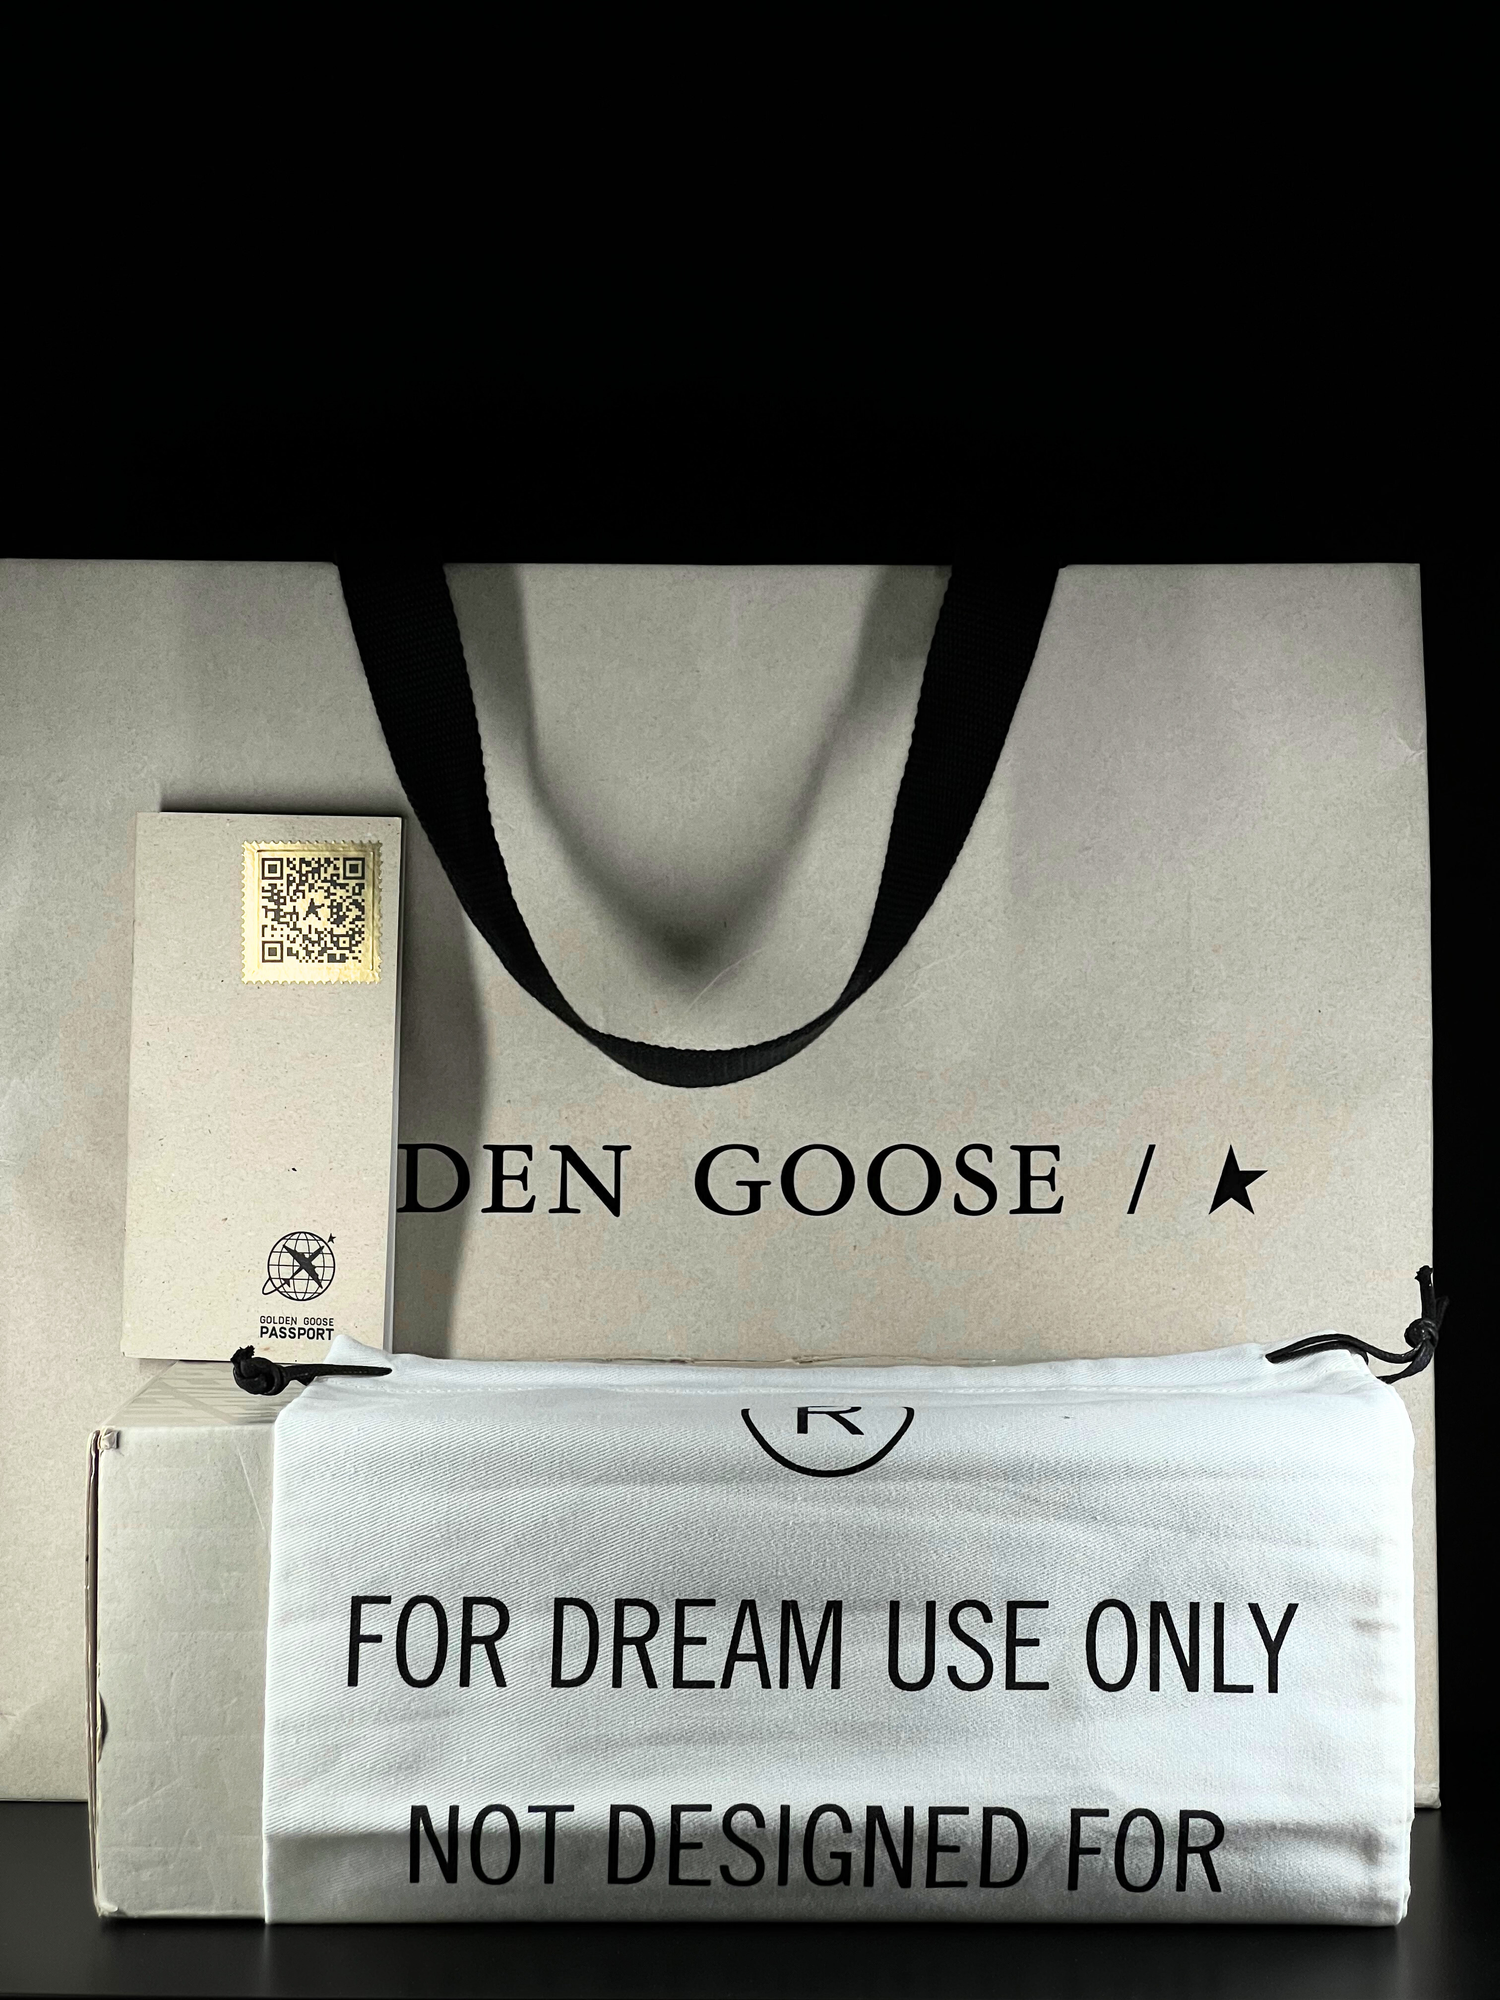 DEN GOOSE / ★
GOLDEN GOOSE
PASSPORT
R
FOR DREAM USE ONLY
NOT DESIGNED FOR